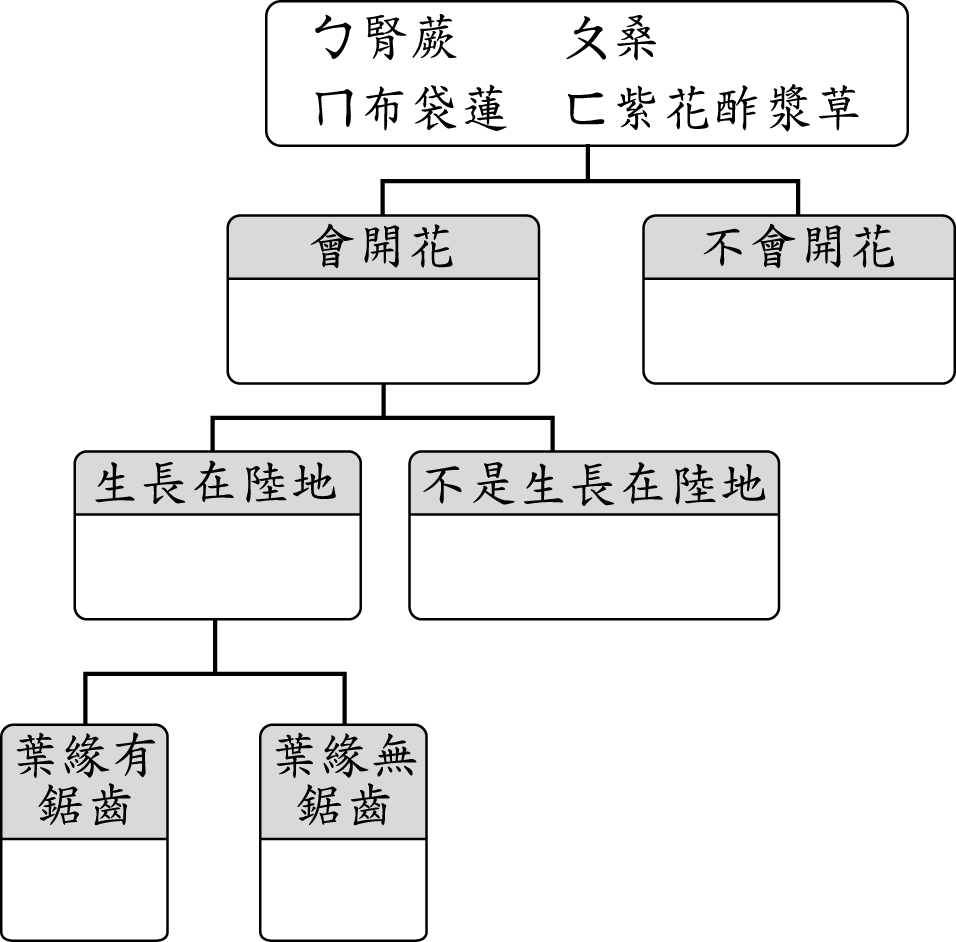 ㄅ腎蕨 ㄆ桑
ㄇ布袋蓮 ㄈ紫花酢漿草
會開花
不會開花
生長在陸地
不是生長在陸地
葉緣有
鋸齒
葉緣無
鋸齒